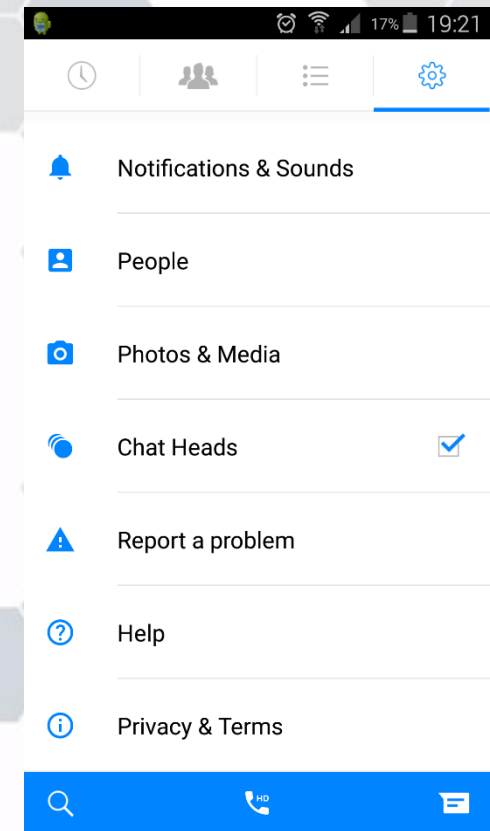 17% 19:21
Notifications & Sounds
People
Photos & Media
Chat Heads
Report a problem
Help
Privacy & Terms
HD